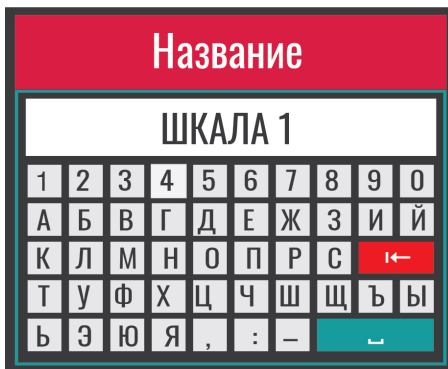 Название
ШКАЛА 1
1 2 3 4 5 6 7 8 9 0
А Б В Г Д Е Ж З И Й
К Л М Н О П Р С
Т У Ф Х Ц Ч Ш Щ Ъ Ы
Ь Э Ю Я , : –